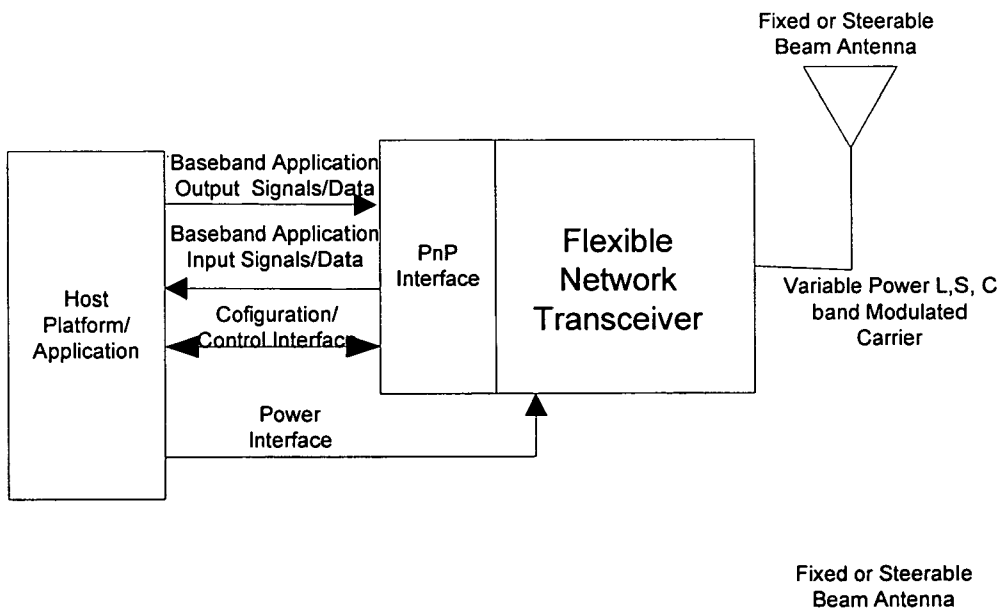 Fixed or Steerable
Beam Antenna
Baseband Application
Output Signals/Data
Baseband Application
Input Signals/Data
PnP
Interface
Flexible
Network
Transceiver
Host
Platform/
Application
Cofiguration/
Control Interface
Variable Power L,S, C
band Modulated
Carrier
Power
Interface
Fixed or Steerable
Beam Antenna